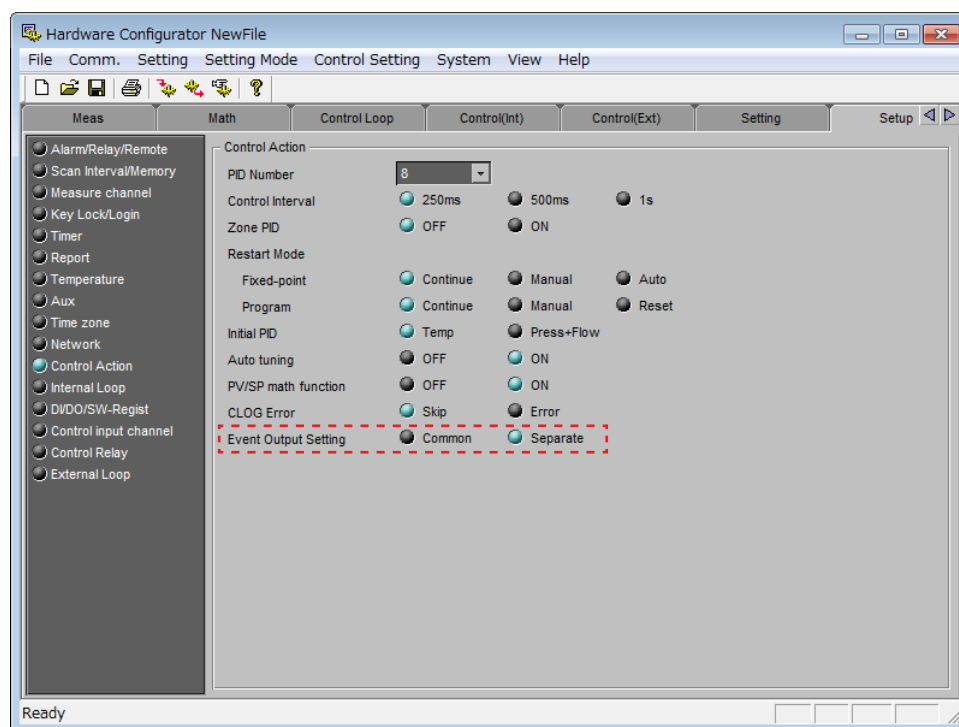 Hardware Configurator NewFile
File Comm. Setting Setting Mode Control Setting System View Help
Meas Math Control Loop Control(Int) Control(Ext) Setting Setup
Alarm/Relay/Remote
Scan Interval/Memory
Measure channel
Key Lock/Login
Timer
Report
Temperature
Aux
Time zone
Network
Control Action
Internal Loop
DI/DO/SW-Regist
Control input channel
Control Relay
External Loop
Control Action
PID Number 8
Control Interval 250ms 500ms 1s
Zone PID OFF ON
Restart Mode
Fixed-point Continue Manual Auto
Program Continue Manual Reset
Initial PID Temp Press+Flow
Auto tuning OFF ON
PV/SP math function OFF ON
CLOG Error Skip Error
Event Output Setting Common Separate
Ready